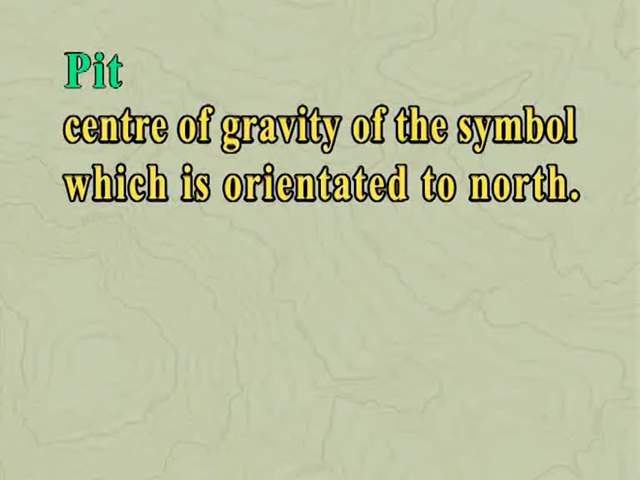 Pit
centre of gravity of the symbol
which is orientated to north.